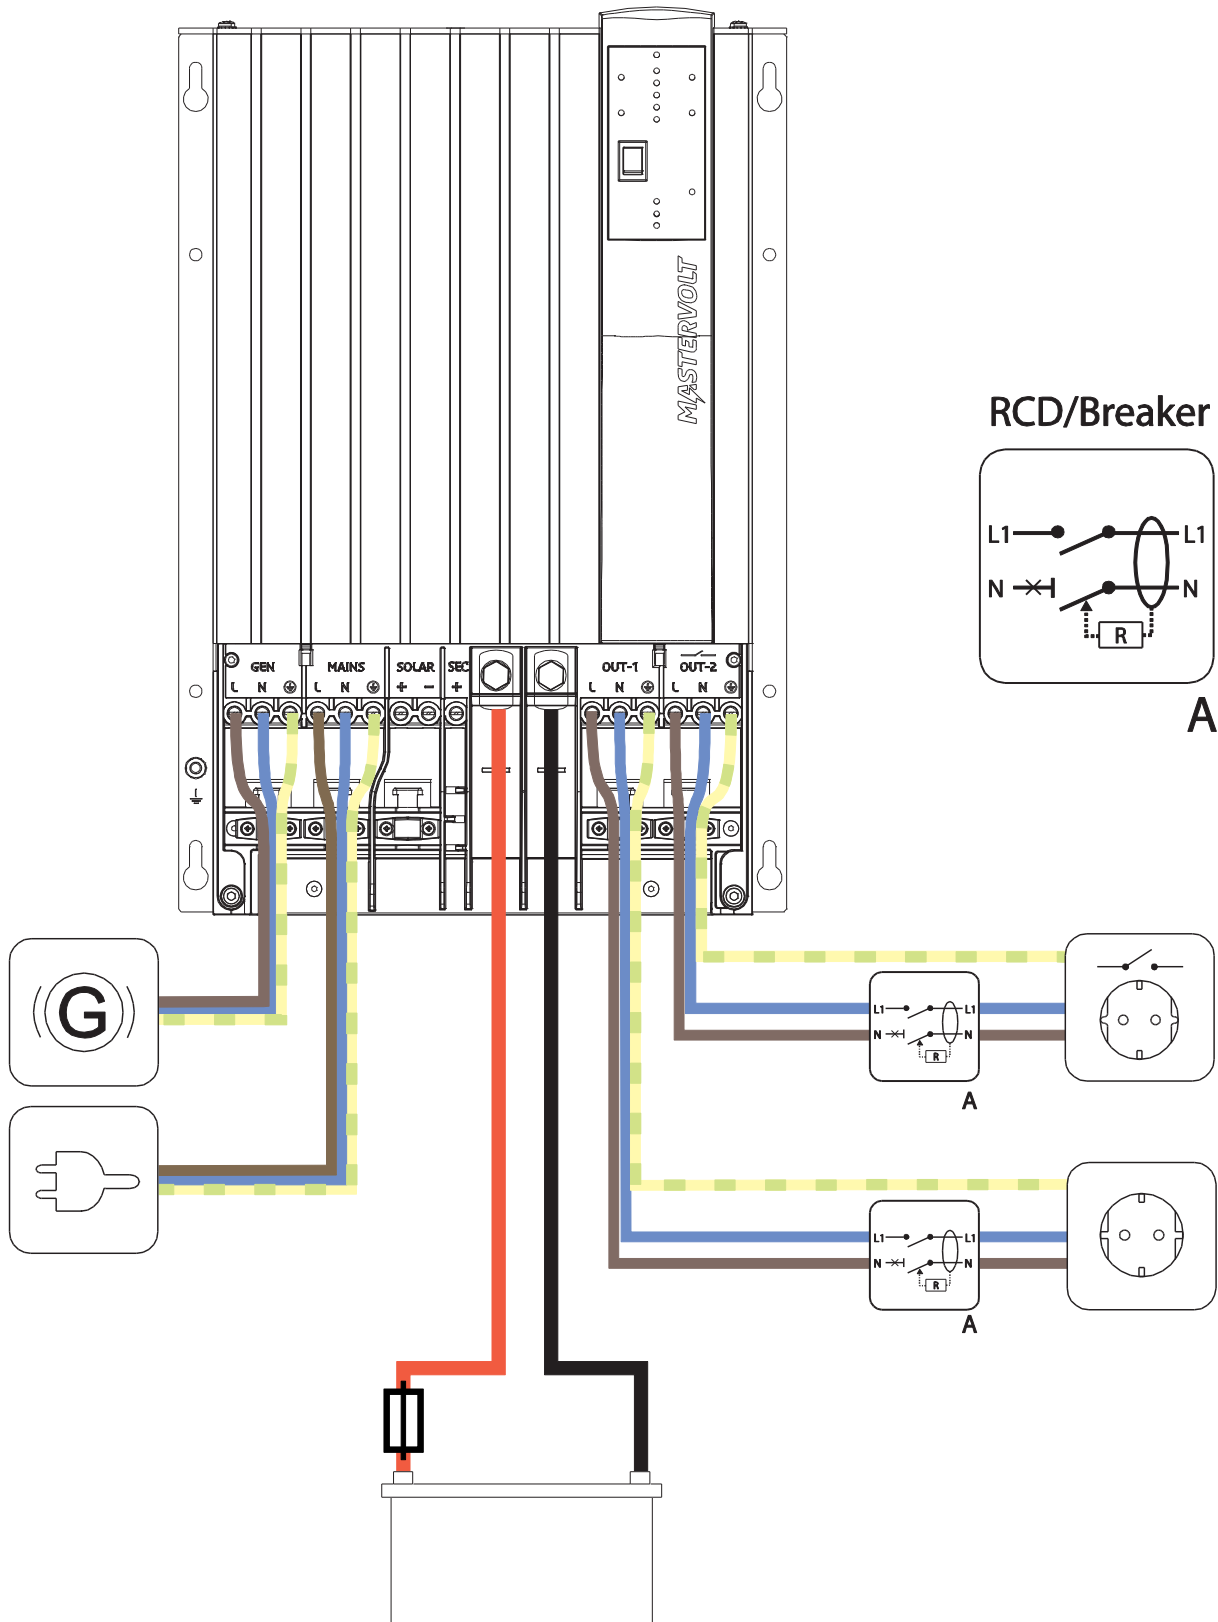 MASTERVOLT
RCD/Breaker
L1 L1
N N
R
A
GEN MAINS SOLAR SEC OUT-1 OUT-2
L N L N + − + L N L N
G
L1 L1
N N
R
A
L1 L1
N N
R
A